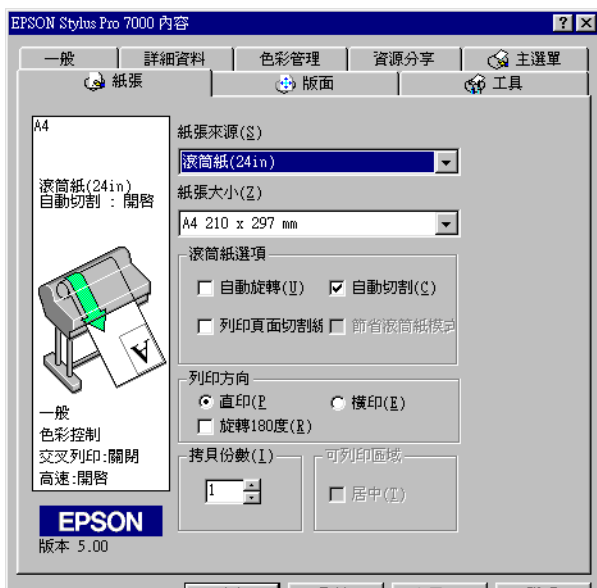 EPSON Stylus Pro 7000 內容
一般 詳細資料 色彩管理 資源分享 主選單
紙張 版面 工具
A4
滾筒紙(24in)
自動切割 : 開啓
一般
色彩控制
交叉列印:關閉
高速:開啓
EPSON
版本 5.00
紙張來源(S)
滾筒紙(24in)
紙張大小(Z)
A4 210 x 297 mm
滾筒紙選項
自動旋轉(U) 自動切割(C)
列印頁面切割 節省滾筒紙模式
列印方向
直印(P 橫印(E)
旋轉180度(R)
拷貝份數(I) 可列印區域
1 居中(T)